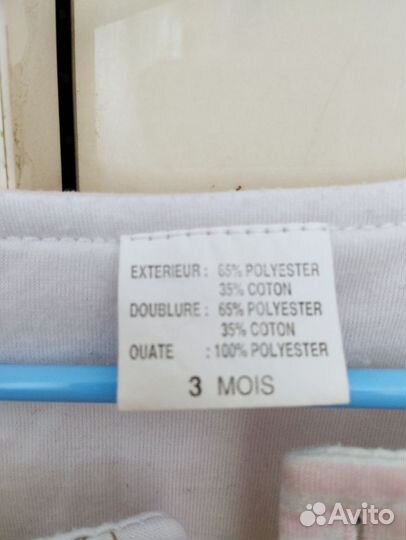 EXTERIEUR : 65% POLYESTER
35% COTON
DOUBLURE : 65% POLYESTER
35% COTON
OUATE : 100% POLYESTER
3 MOIS
Avito